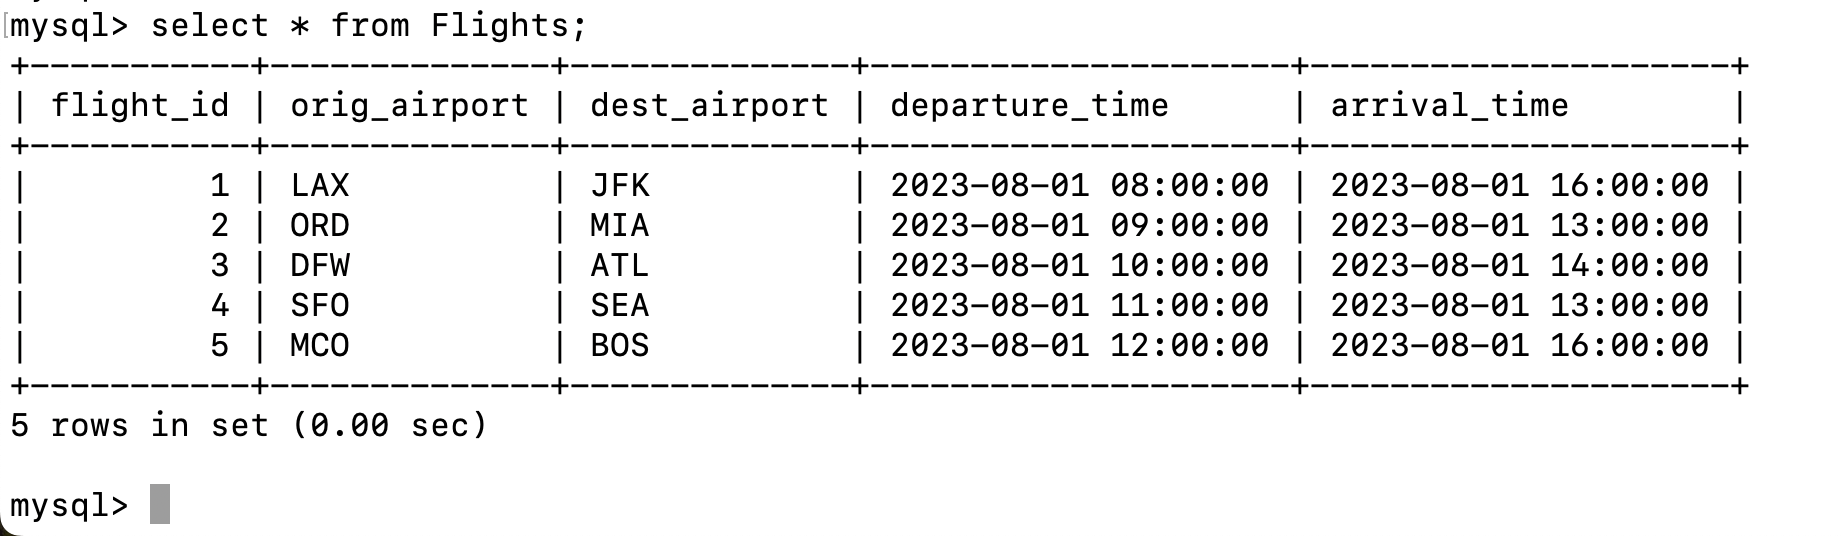 mysql> select * from Flights;
+-----------+--------------+--------------+---------------------+---------------------+
| flight_id | orig_airport | dest_airport | departure_time      | arrival_time        |
+-----------+--------------+--------------+---------------------+---------------------+
|         1 | LAX          | JFK          | 2023-08-01 08:00:00 | 2023-08-01 16:00:00 |
|         2 | ORD          | MIA          | 2023-08-01 09:00:00 | 2023-08-01 13:00:00 |
|         3 | DFW          | ATL          | 2023-08-01 10:00:00 | 2023-08-01 14:00:00 |
|         4 | SFO          | SEA          | 2023-08-01 11:00:00 | 2023-08-01 13:00:00 |
|         5 | MCO          | BOS          | 2023-08-01 12:00:00 | 2023-08-01 16:00:00 |
+-----------+--------------+--------------+---------------------+---------------------+
5 rows in set (0.00 sec)
mysql>